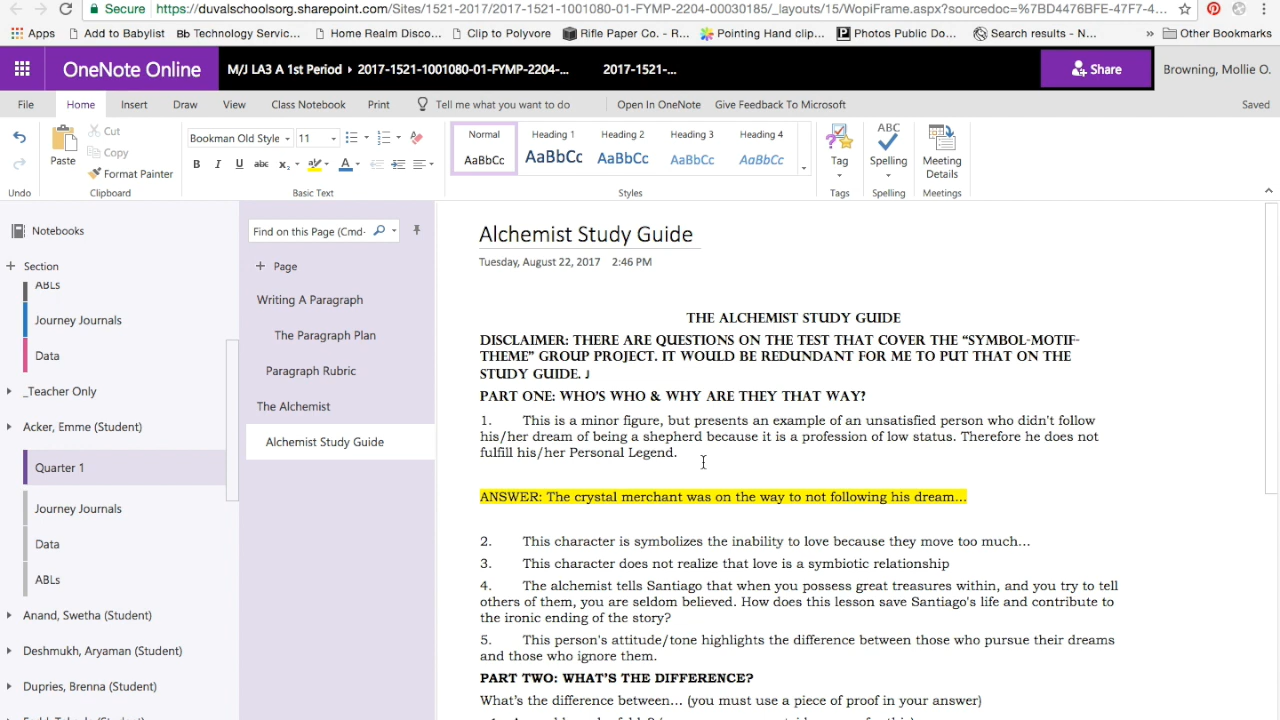 Secure https://duvalschoolsorg.sharepoint.com/Sites/1521-2017/2017-1521-1001080-01-FYMP-2204-00030185/_layouts/15/WopiFrame.aspx?sourcedoc=%7BD4476BFE-47F7-4...
Apps Add to Babylist Bb Technology Servic... Home Realm Disco... Clip to Polyvore Rifle Paper Co. - R... Pointing Hand clip... Photos Public Do... Search results - N... » Other Bookmarks
OneNote Online M/J LA3 A 1st Period 2017-1521-1001080-01-FYMP-2204-... 2017-1521-... Share Browning, Mollie O.
File Home Insert Draw View Class Notebook Print Tell me what you want to do Open In OneNote Give Feedback To Microsoft Saved
Paste Cut Copy Format Painter
Bookman Old Style 11
B I U abc
Normal Heading 1 Heading 2 Heading 3 Heading 4
AaBbCc AaBbCc AaBbCc AaBbCc AaBbCc
Tag ABC Spelling Meeting Details
Undo Clipboard Basic Text Styles Tags Spelling Meetings
Notebooks
Section
ABLs
Journey Journals
Data
_Teacher Only
Acker, Emme (Student)
Quarter 1
Journey Journals
Data
ABLs
Anand, Swetha (Student)
Deshmukh, Aryaman (Student)
Dupries, Brenna (Student)
Find on this Page (Cmd-
+ Page
Writing A Paragraph
The Paragraph Plan
Paragraph Rubric
The Alchemist
Alchemist Study Guide
Alchemist Study Guide
Tuesday, August 22, 2017 2:46 PM
THE ALCHEMIST STUDY GUIDE
DISCLAIMER: THERE ARE QUESTIONS ON THE TEST THAT COVER THE “SYMBOL-MOTIF-
THEME” GROUP PROJECT. IT WOULD BE REDUNDANT FOR ME TO PUT THAT ON THE
STUDY GUIDE. J
PART ONE: WHO'S WHO & WHY ARE THEY THAT WAY?
1. This is a minor figure, but presents an example of an unsatisfied person who didn't follow
his/her dream of being a shepherd because it is a profession of low status. Therefore he does not
fulfill his/her Personal Legend.
ANSWER: The crystal merchant was on the way to not following his dream...
2. This character is symbolizes the inability to love because they move too much...
3. This character does not realize that love is a symbiotic relationship
4. The alchemist tells Santiago that when you possess great treasures within, and you try to tell
others of them, you are seldom believed. How does this lesson save Santiago's life and contribute to
the ironic ending of the story?
5. This person's attitude/tone highlights the difference between those who pursue their dreams
and those who ignore them.
PART TWO: WHAT'S THE DIFFERENCE?
What's the difference between... (you must use a piece of proof in your answer)